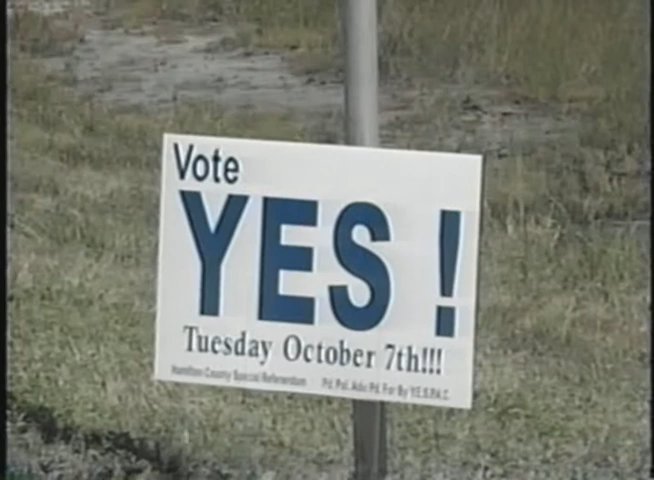 Vote
YES!
Tuesday October 7th!!!
Hamilton County Special Referendum Pd. Pol. Adv. Pd. For By Y.E.S. P.A.C.